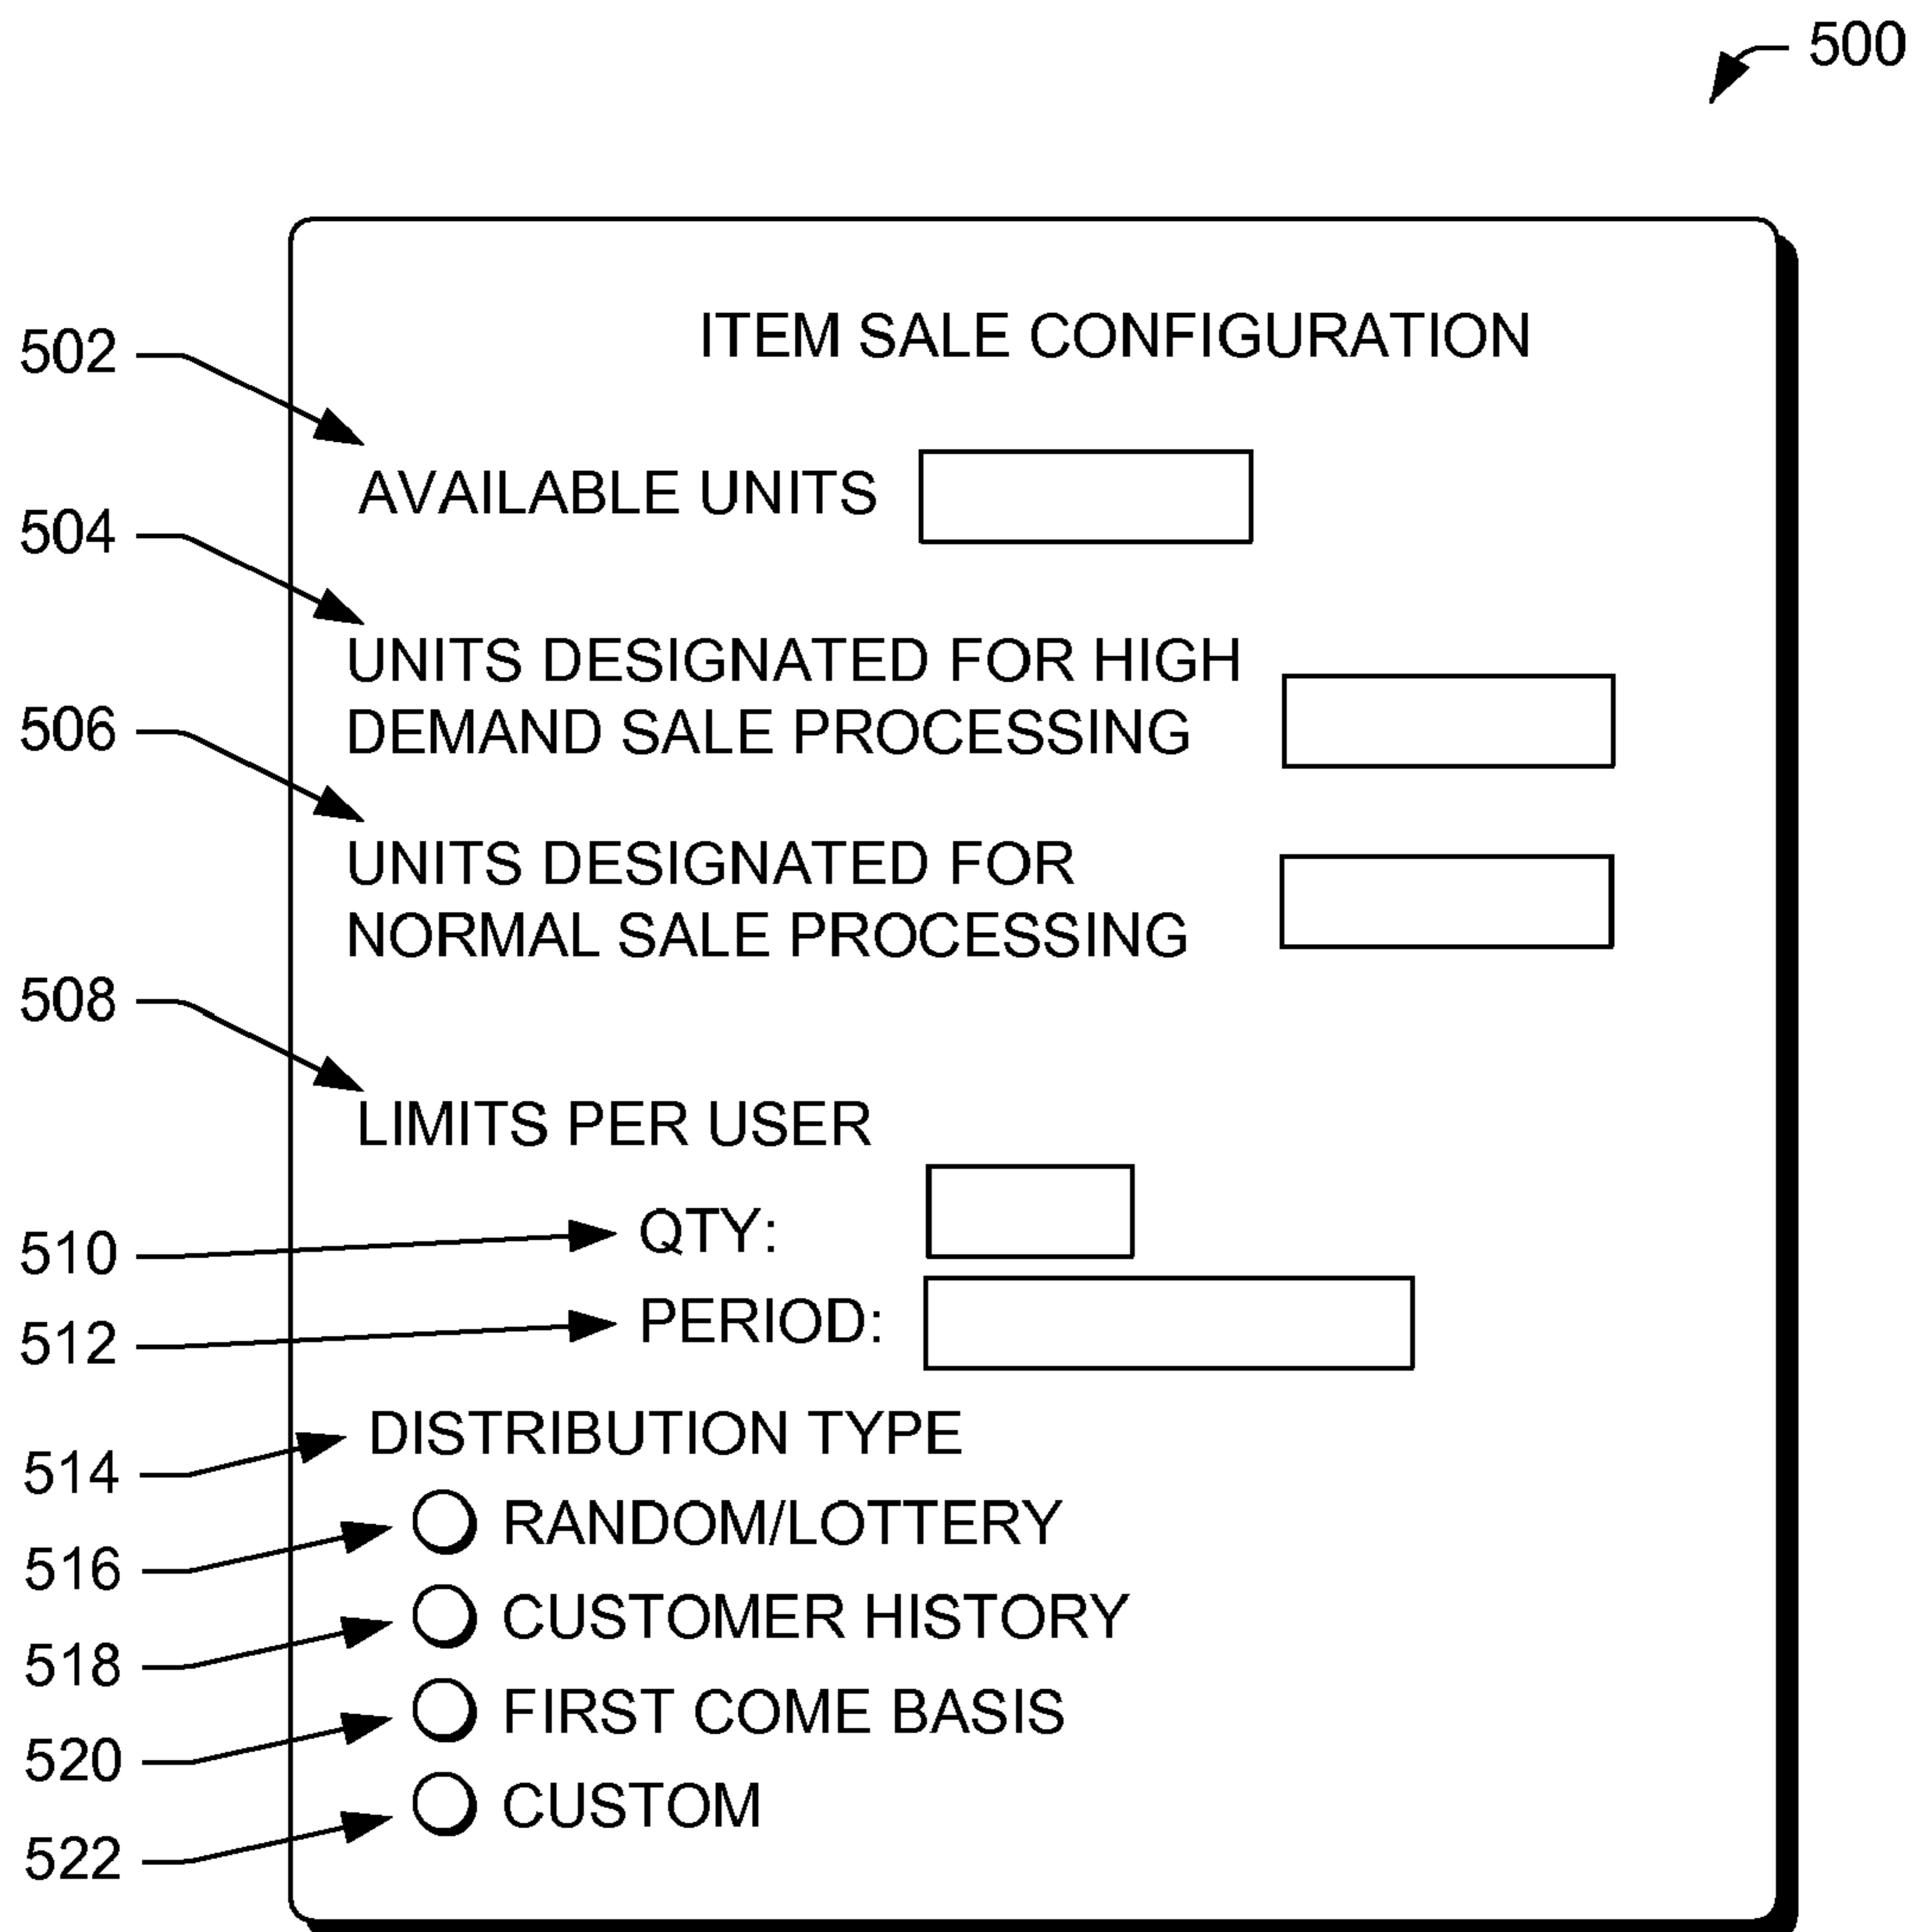 500
ITEM SALE CONFIGURATION
502
AVAILABLE UNITS
504
UNITS DESIGNATED FOR HIGH
DEMAND SALE PROCESSING
506
UNITS DESIGNATED FOR
NORMAL SALE PROCESSING
508
LIMITS PER USER
510 QTY:
512 PERIOD:
514 DISTRIBUTION TYPE
516 RANDOM/LOTTERY
518 CUSTOMER HISTORY
520 FIRST COME BASIS
522 CUSTOM